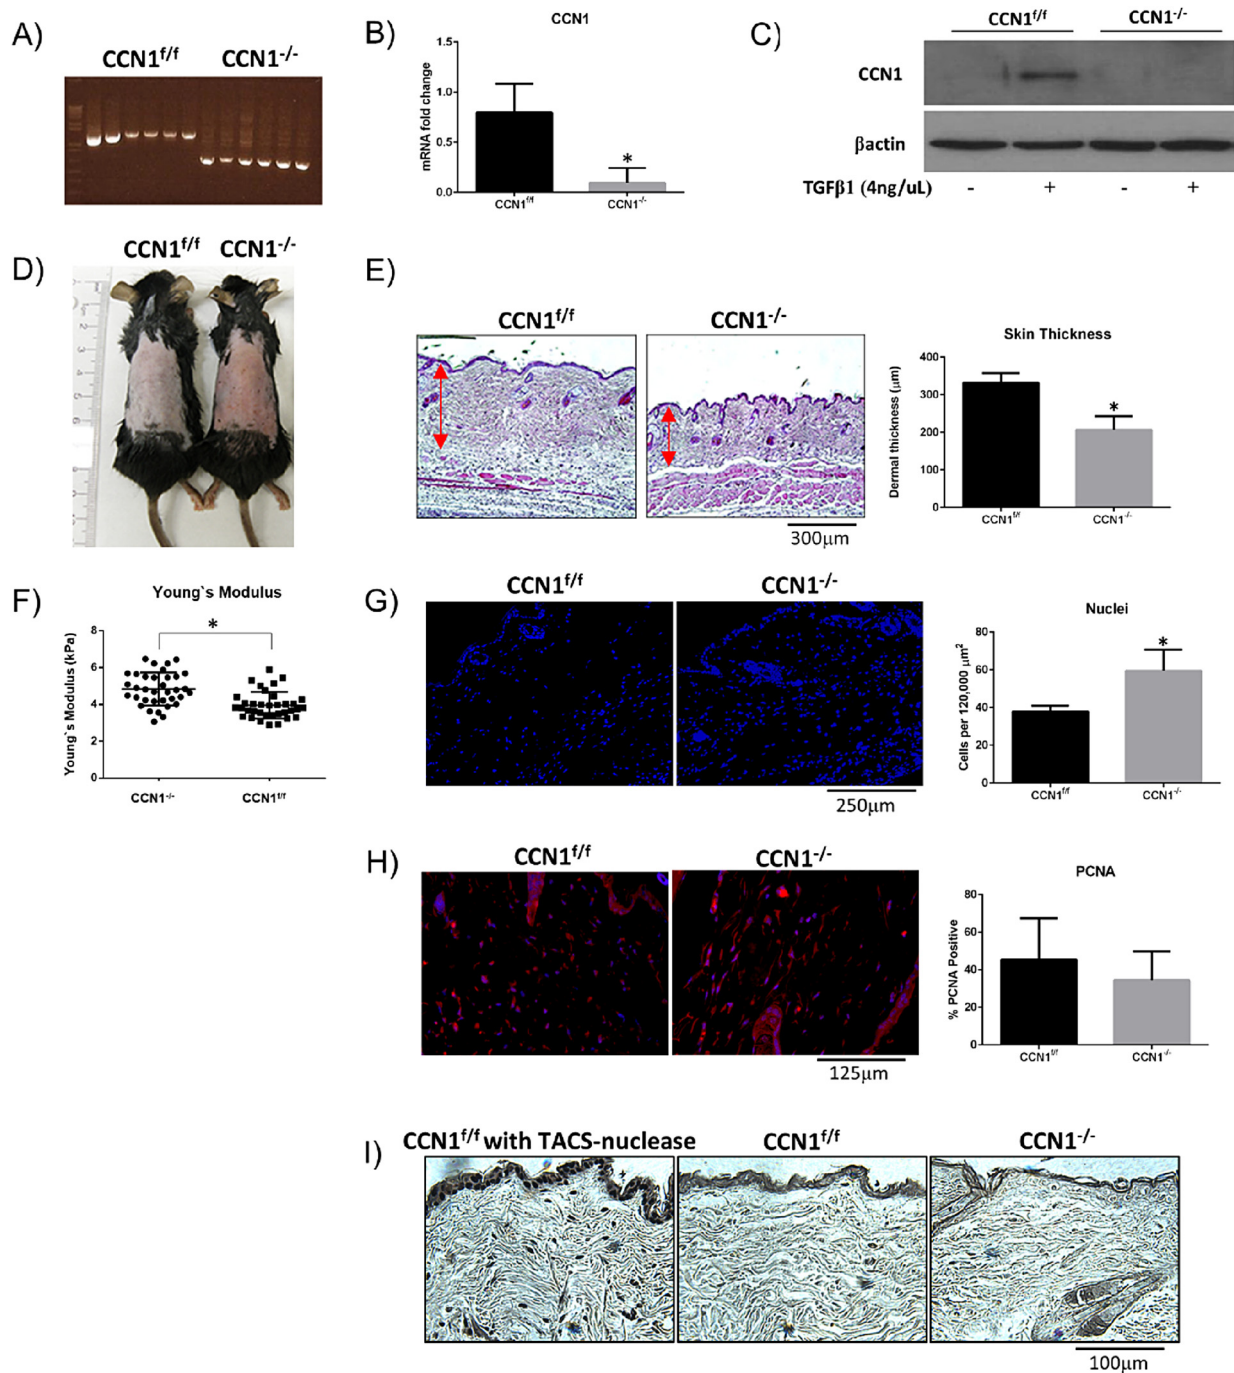 A)
CCN1f/f CCN1-/-
B)
CCN1
mRNA fold change
1.5
1.0
0.5
0.0
*
CCN1f/f CCN1-/-
C)
CCN1f/f CCN1-/-
CCN1
βactin
TGFβ1 (4ng/uL) - + - +
D)
CCN1f/f CCN1-/-
E)
CCN1f/f CCN1-/-
300μm
Skin Thickness
Dermal thickness (μm)
400
300
200
100
0
*
CCN1f/f CCN1-/-
F)
Young`s Modulus
Young`s Modulus (kPa)
8
6
4
2
0
*
CCN1-/- CCN1f/f
G)
CCN1f/f CCN1-/-
250μm
Nuclei
Cells per 120,000 μm2
80
60
40
20
0
*
CCN1f/f CCN1-/-
H)
CCN1f/f CCN1-/-
125μm
PCNA
% PCNA Positive
80
60
40
20
0
CCN1f/f CCN1-/-
I)
CCN1f/f with TACS-nuclease CCN1f/f CCN1-/-
100μm